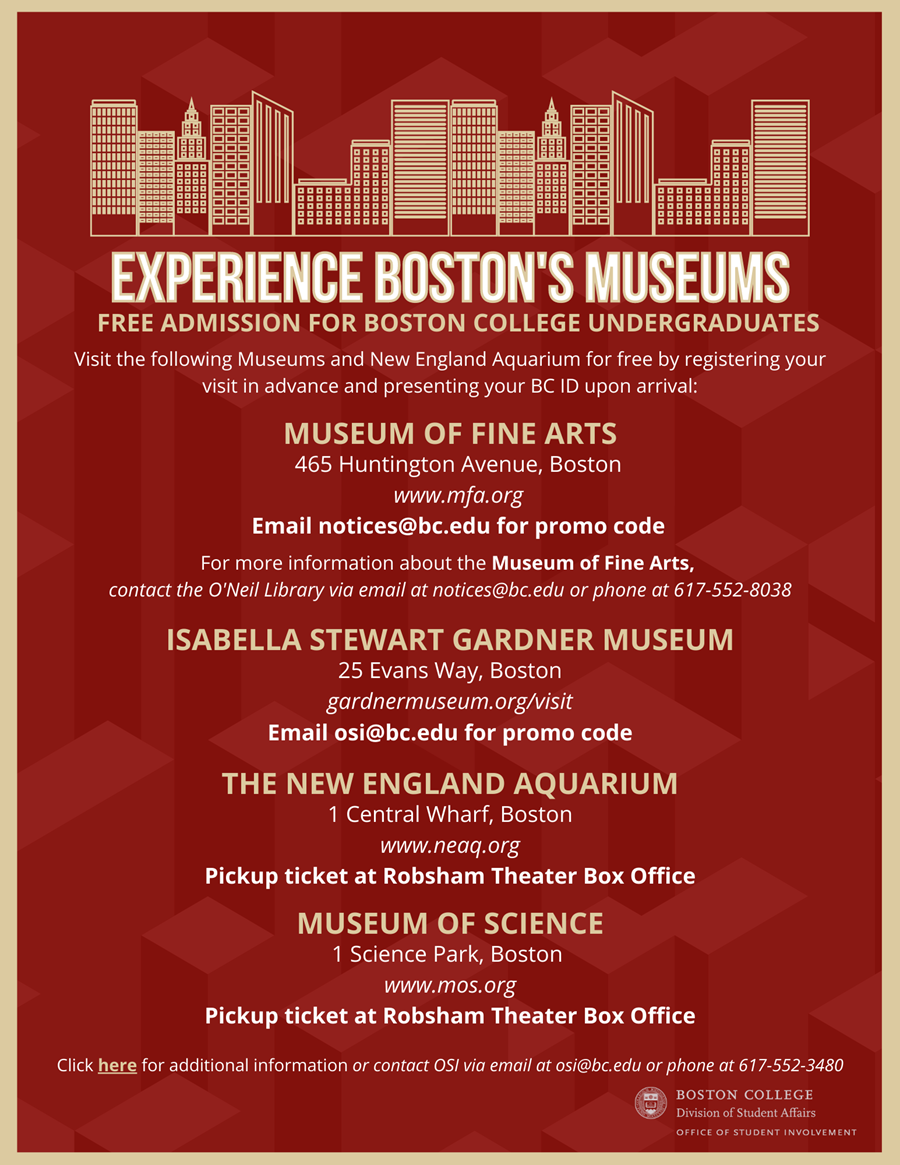 EXPERIENCE BOSTON'S MUSEUMS
FREE ADMISSION FOR BOSTON COLLEGE UNDERGRADUATES
Visit the following Museums and New England Aquarium for free by registering your
visit in advance and presenting your BC ID upon arrival:
MUSEUM OF FINE ARTS
465 Huntington Avenue, Boston
www.mfa.org
Email notices@bc.edu for promo code
For more information about the Museum of Fine Arts,
contact the O'Neil Library via email at notices@bc.edu or phone at 617-552-8038
ISABELLA STEWART GARDNER MUSEUM
25 Evans Way, Boston
gardnermuseum.org/visit
Email osi@bc.edu for promo code
THE NEW ENGLAND AQUARIUM
1 Central Wharf, Boston
www.neaq.org
Pickup ticket at Robsham Theater Box Office
MUSEUM OF SCIENCE
1 Science Park, Boston
www.mos.org
Pickup ticket at Robsham Theater Box Office
Click here for additional information or contact OSI via email at osi@bc.edu or phone at 617-552-3480
BOSTON COLLEGE
Division of Student Affairs
OFFICE OF STUDENT INVOLVEMENT